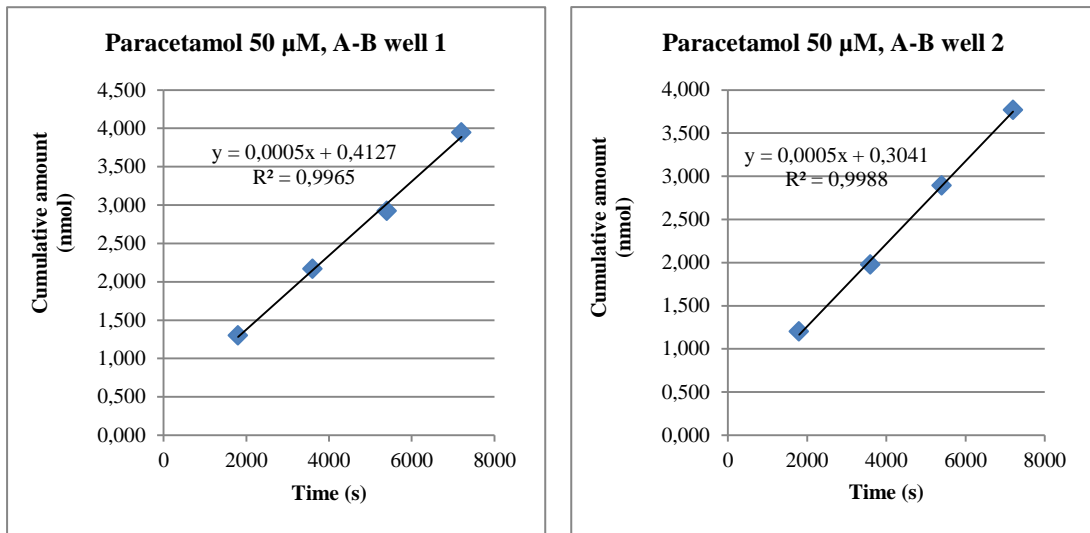 Paracetamol 50 µM, A-B well 1
4,500
4,000
3,500
3,000
2,500
2,000
1,500
1,000
0,500
0,000
y = 0,0005x + 0,4127
R² = 0,9965
Cumulative amount
(nmol)
0 2000 4000 6000 8000
Time (s)
Paracetamol 50 µM, A-B well 2
4,000
3,500
3,000
2,500
2,000
1,500
1,000
0,500
0,000
y = 0,0005x + 0,3041
R² = 0,9988
Cumulative amount
(nmol)
0 2000 4000 6000 8000
Time (s)